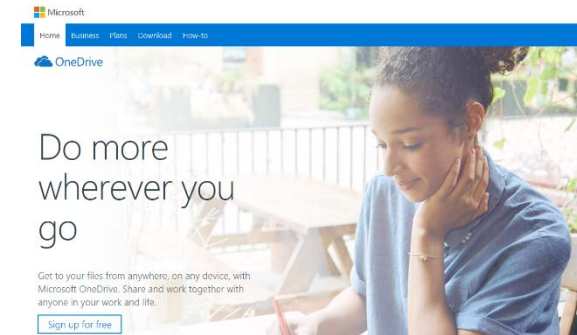 Microsoft
Home Business Plans Download How-to
OneDrive
Do more
wherever you
go
Get to your files from anywhere, on any device, with
Microsoft OneDrive. Share and work together with
anyone in your work and life.
Sign up for free